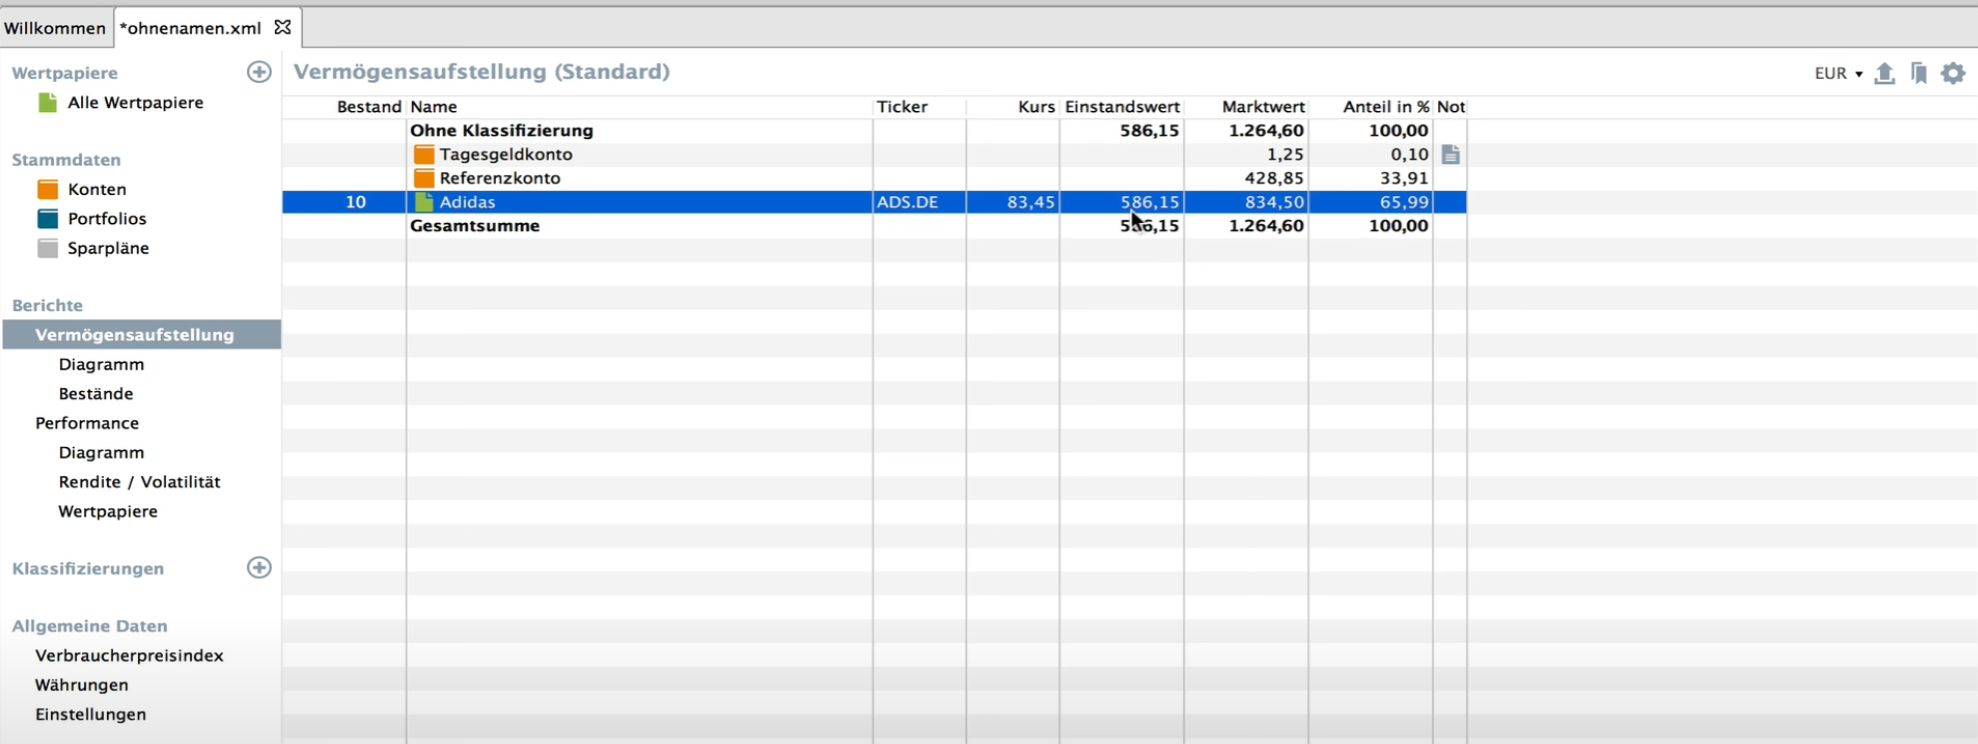 Willkommen *ohnenamen.xml
Wertpapiere
Alle Wertpapiere
Stammdaten
Konten
Portfolios
Sparpläne
Berichte
Vermögensaufstellung
Diagramm
Bestände
Performance
Diagramm
Rendite / Volatilität
Wertpapiere
Klassifizierungen
Allgemeine Daten
Verbraucherpreisindex
Währungen
Einstellungen
Vermögensaufstellung (Standard) EUR
Bestand Name Ticker Kurs Einstandswert Marktwert Anteil in % Not
Ohne Klassifizierung 586,15 1.264,60 100,00
Tagesgeldkonto 1,25 0,10
Referenzkonto 428,85 33,91
10 Adidas ADS.DE 83,45 586,15 834,50 65,99
Gesamtsumme 586,15 1.264,60 100,00